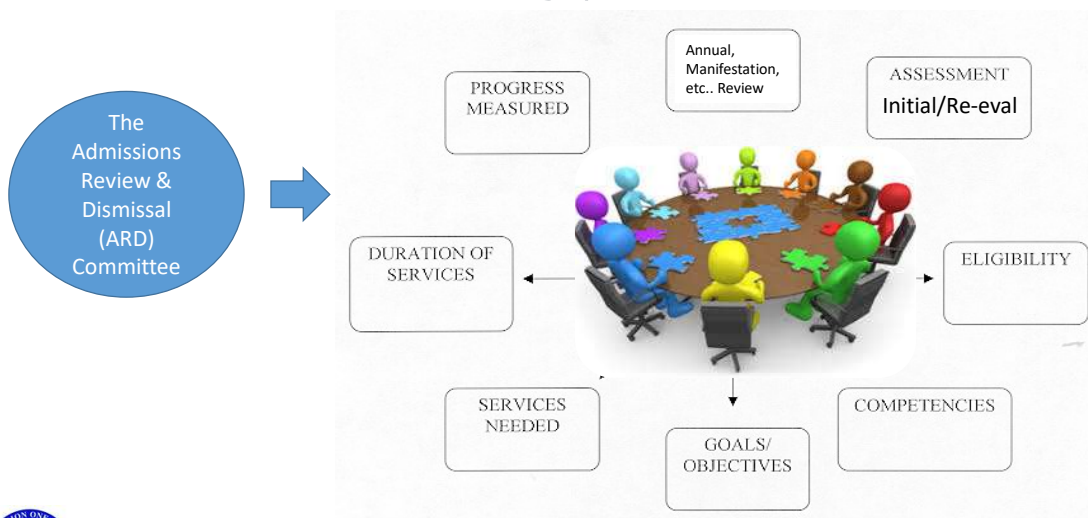 The
Admissions
Review &
Dismissal
(ARD)
Committee
Annual,
Manifestation,
etc.. Review
PROGRESS
MEASURED
ASSESSMENT
Initial/Re-eval
DURATION OF
SERVICES
ELIGIBILITY
SERVICES
NEEDED
GOALS/
OBJECTIVES
COMPETENCIES